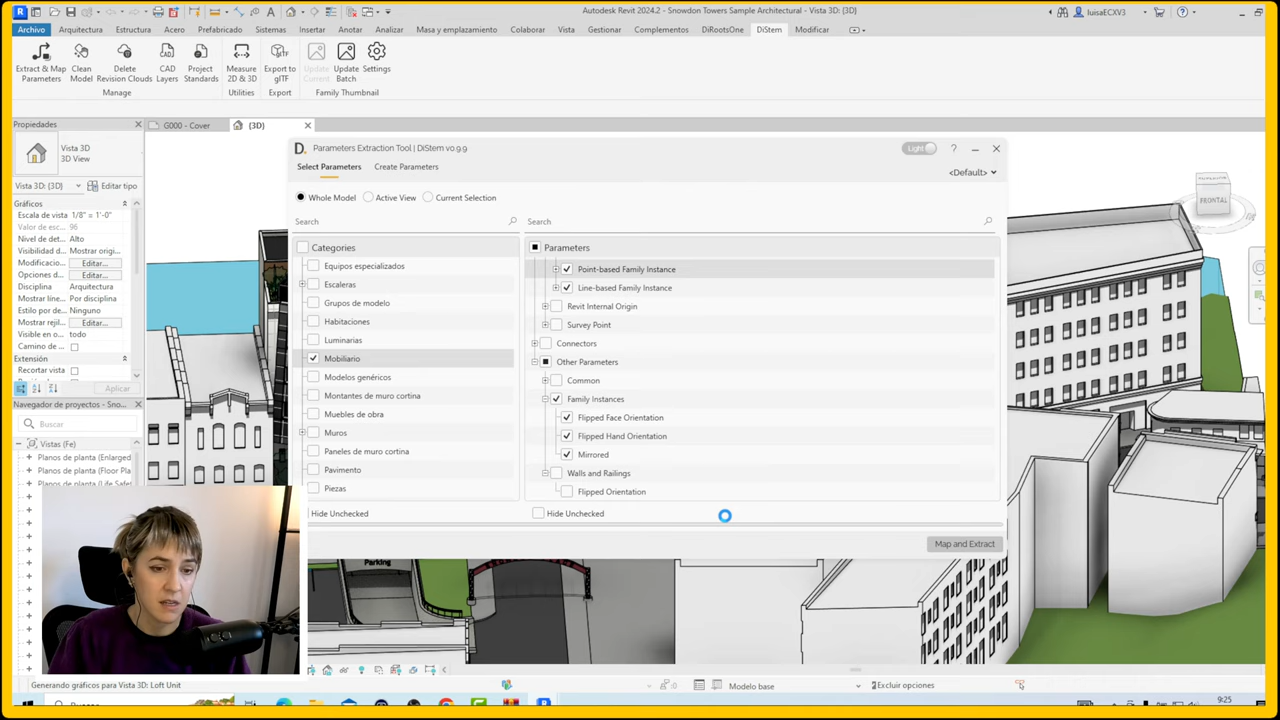 Autodesk Revit 2024.2 - Snowdon Towers Sample Architectural - Vista 3D: {3D}
luisaECXV3
Archivo Arquitectura Estructura Acero Prefabricado Sistemas Insertar Anotar Analizar Masa y emplazamiento Colaborar Vista Gestionar Complementos DiRootsOne DiStem Modificar
Extract & Map Parameters
Clean Model
Delete Revision Clouds
CAD Layers
Project Standards
Measure 2D & 3D
Export to glTF
Update Current
Update Batch
Settings
Manage Utilities Export Family Thumbnail
Propiedades
G000 - Cover
{3D}
Vista 3D
3D View
Vista 3D: {3D}
Editar tipo
Gráficos
Escala de vista 1/8" = 1'-0"
Valor de esc... 96
Nivel de det... Alto
Visibilidad d... Mostrar origi...
Modificacio... Editar...
Opciones d... Editar...
Disciplina Arquitectura
Mostrar líne... Por disciplina
Estilo por de... Ninguno
Mostrar rejil... Editar...
Visible en o... todo
Camino de ...
Extensión
Recortar vista
Aplicar
Navegador de proyectos - Sno...
Buscar
Vistas (Fe)
Planos de planta (Enlarged
Planos de planta (Floor Pla
Planos de planta (Life Safe
D. Parameters Extraction Tool | DiStem v0.9.9
Light
?
Select Parameters Create Parameters
<Default>
Whole Model Active View Current Selection
Search
Categories
Equipos especializados
Escaleras
Grupos de modelo
Habitaciones
Luminarias
Mobiliario
Modelos genéricos
Montantes de muro cortina
Muebles de obra
Muros
Paneles de muro cortina
Pavimento
Piezas
Hide Unchecked
Search
Parameters
Point-based Family Instance
Line-based Family Instance
Revit Internal Origin
Survey Point
Connectors
Other Parameters
Common
Family Instances
Flipped Face Orientation
Flipped Hand Orientation
Mirrored
Walls and Railings
Flipped Orientation
Hide Unchecked
Map and Extract
FRONTAL
Parking
Generando gráficos para Vista 3D: Loft Unit
:0
Modelo base
Excluir opciones
9:25